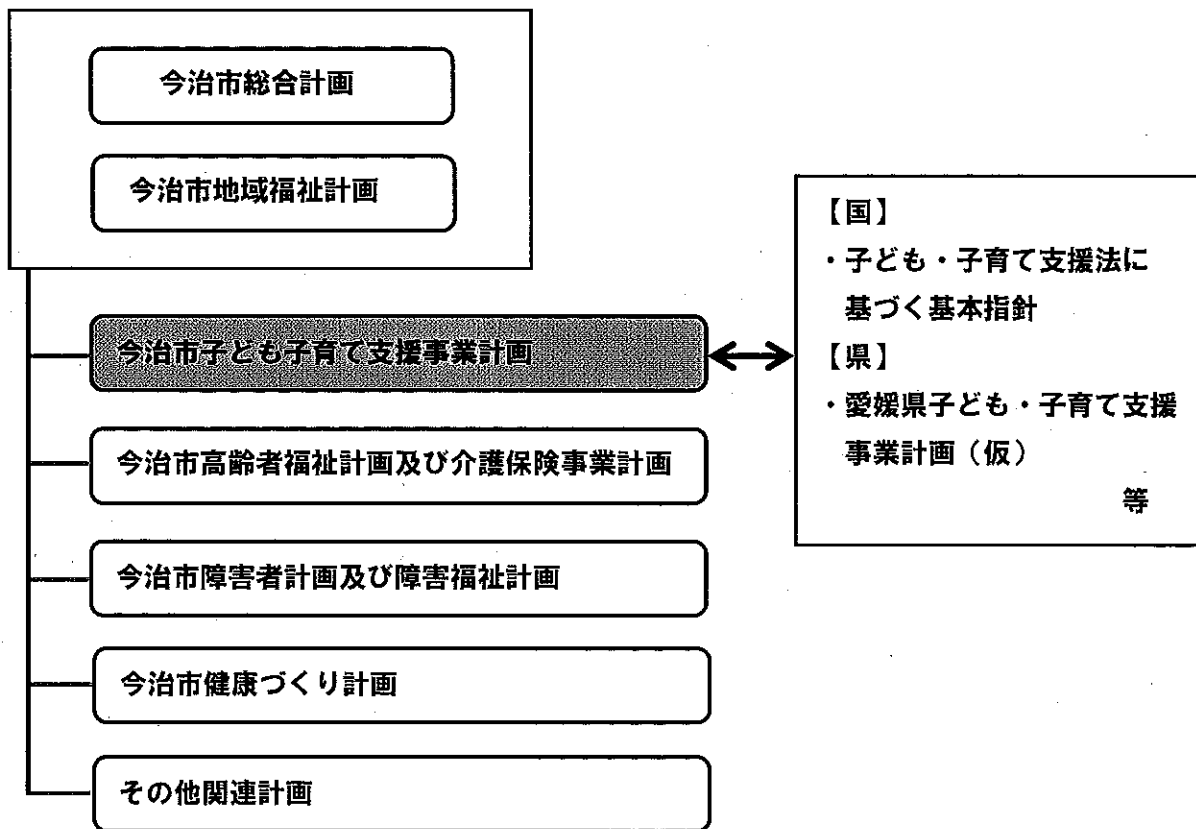 今治市総合計画
今治市地域福祉計画
今治市子ども子育て支援事業計画
今治市高齢者福祉計画及び介護保険事業計画
今治市障害者計画及び障害福祉計画
今治市健康づくり計画
その他関連計画
【国】
・子ども・子育て支援法に
基づく基本指針
【県】
・愛媛県子ども・子育て支援
事業計画（仮）
等